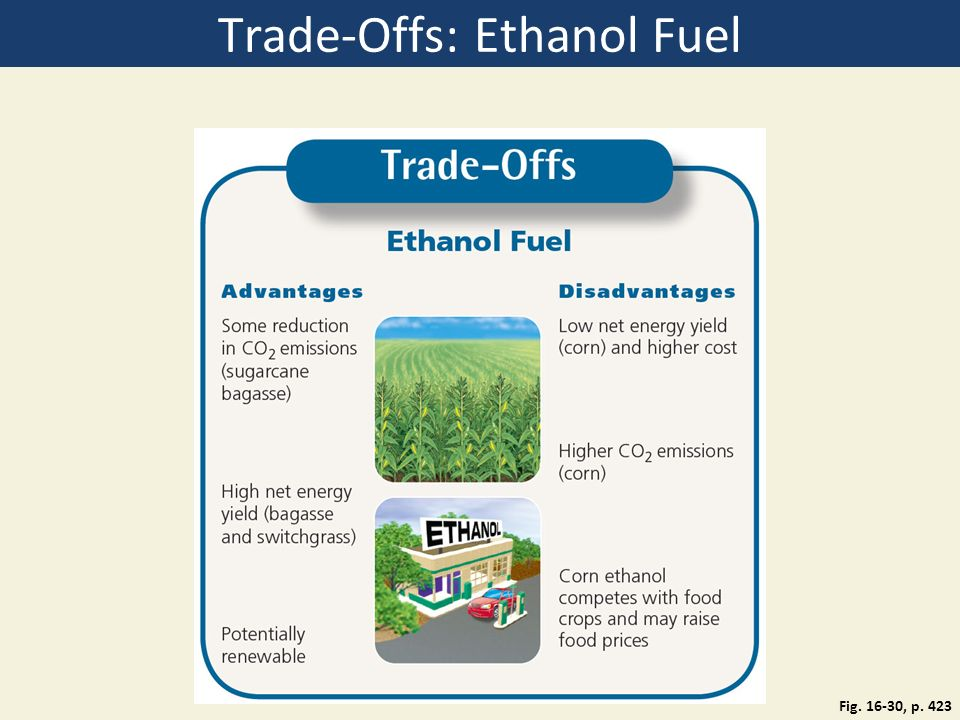 Trade-Offs: Ethanol Fuel
Trade-Offs
Ethanol Fuel
Advantages
Some reduction
in CO2 emissions
(sugarcane
bagasse)
High net energy
yield (bagasse
and switchgrass)
Potentially
renewable
ETHANOL
Disadvantages
Low net energy yield
(corn) and higher cost
Higher CO2 emissions
(corn)
Corn ethanol
competes with food
crops and may raise
food prices
Fig. 16-30, p. 423